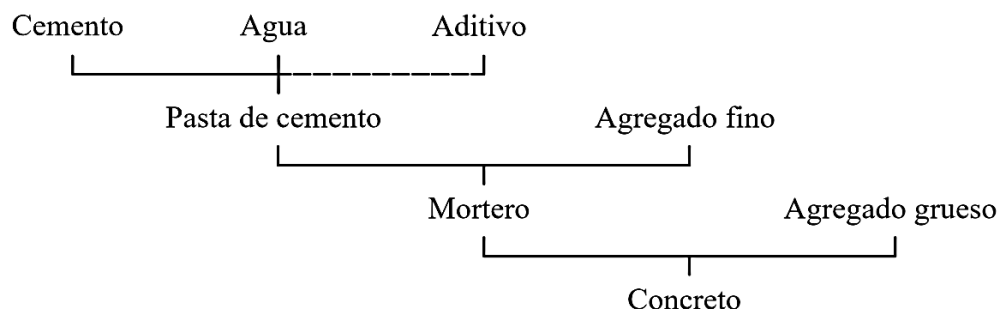 Cemento Agua Aditivo
Pasta de cemento Agregado fino
Mortero Agregado grueso
Concreto